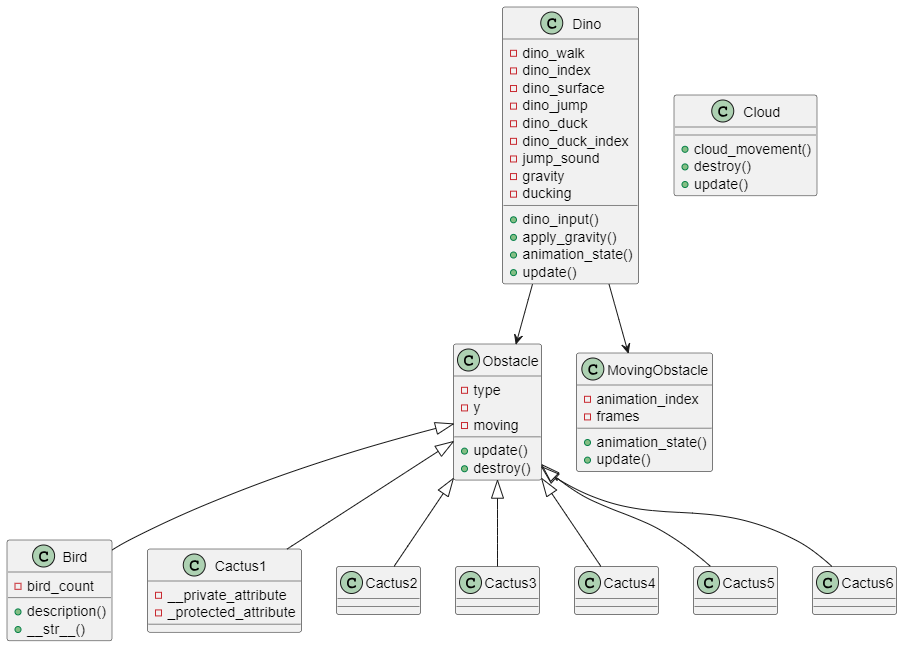 C Dino
dino_walk
dino_index
dino_surface
dino_jump
dino_duck
dino_duck_index
jump_sound
gravity
ducking
dino_input()
apply_gravity()
animation_state()
update()
C Cloud
cloud_movement()
destroy()
update()
C Obstacle
type
y
moving
update()
destroy()
C MovingObstacle
animation_index
frames
animation_state()
update()
C Bird
bird_count
description()
__str__()
C Cactus1
__private_attribute
_protected_attribute
C Cactus2
C Cactus3
C Cactus4
C Cactus5
C Cactus6